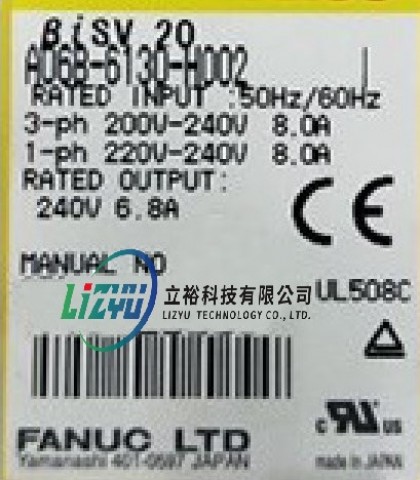 βiSV 20
A06B-6130-H002
RATED INPUT :50Hz/60Hz
3-ph 200V-240V 8.0A
1-ph 220V-240V 8.0A
RATED OUTPUT:
240V 6.8A
CE
MANUAL NO
LIZYU 立裕科技有限公司
LIZYU TECHNOLOGY CO., LTD.
UL508C
c UL us
FANUC LTD
Yamanashi 401-0597 JAPAN
made in JAPAN